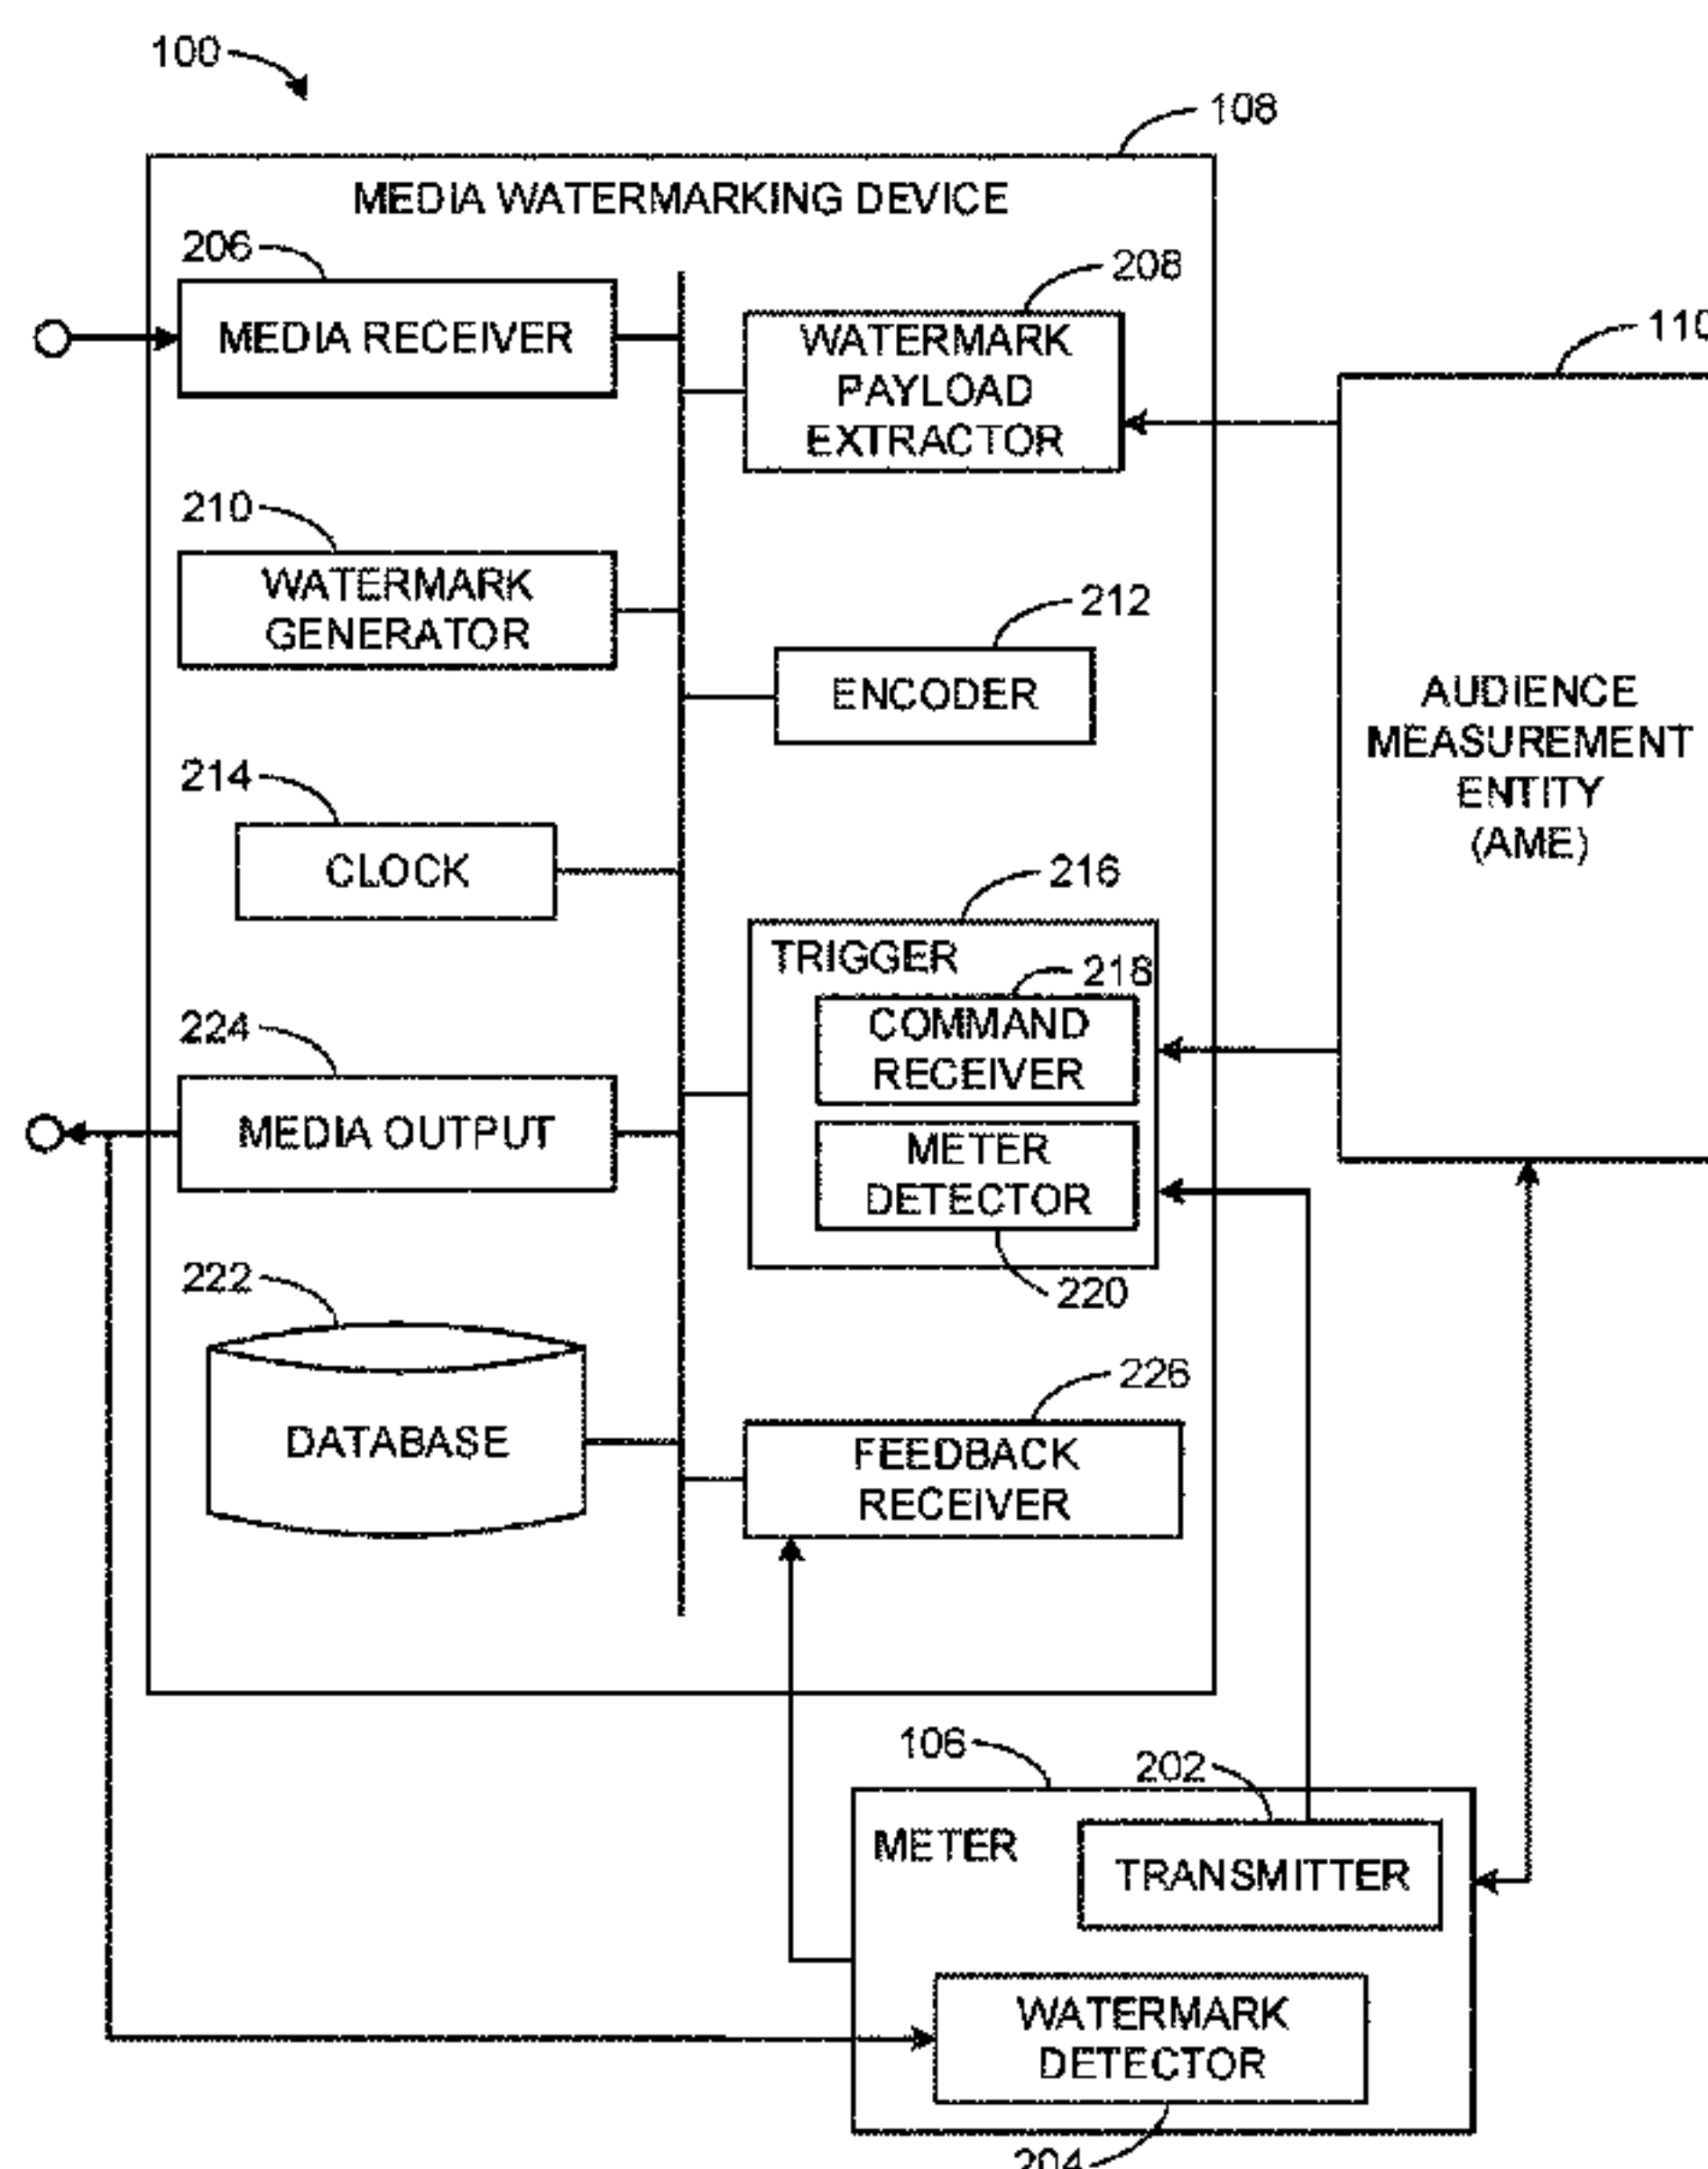 100
108
MEDIA WATERMARKING DEVICE
206
MEDIA RECEIVER
208
WATERMARK
PAYLOAD
EXTRACTOR
110
210
WATERMARK
GENERATOR
212
ENCODER
AUDIENCE
MEASUREMENT
ENTITY
(AME)
214
CLOCK
216
TRIGGER
218
COMMAND
RECEIVER
224
MEDIA OUTPUT
METER
DETECTOR
220
222
DATABASE
226
FEEDBACK
RECEIVER
106
202
METER
TRANSMITTER
WATERMARK
DETECTOR
204